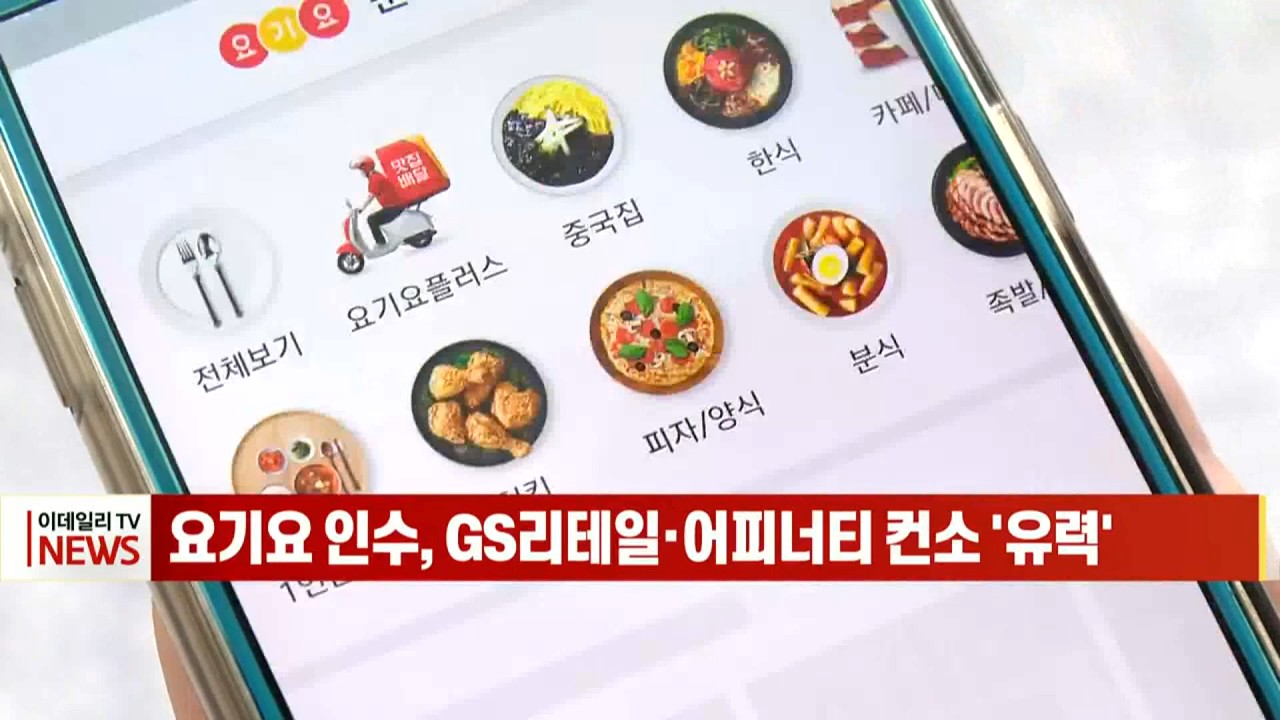 요기요
맛집
배달
한식
카페/
중국집
요기요플러스
족발/
분식
전체보기
피자/양식
이데일리 TV
NEWS
요기요 인수, GS리테일·어피너티 컨소 '유력'